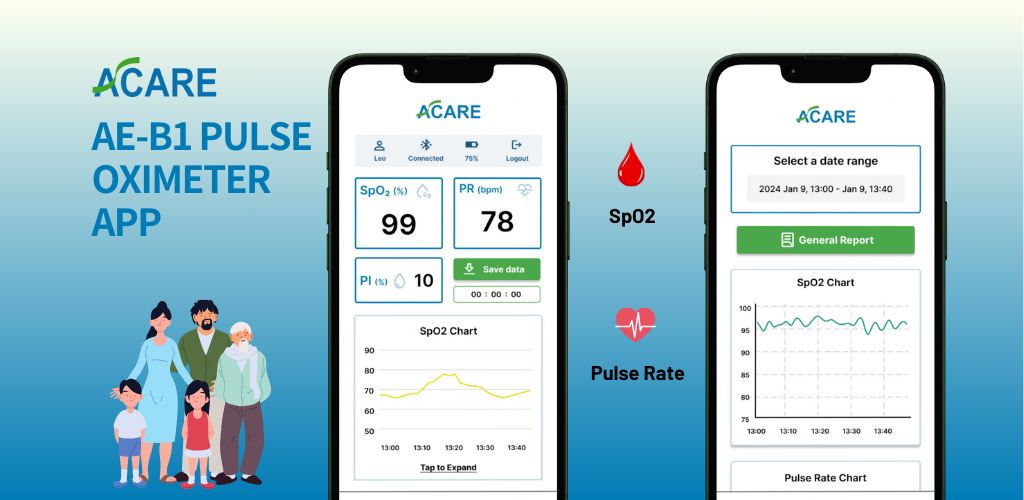 ACARE
AE-B1 PULSE
OXIMETER
APP
ACARE
Leo
Connected
75%
Logout
SpO₂ (%)
O₂
99
PR (bpm)
78
PI (%)
10
Save data
00 : 00 : 00
SpO2 Chart
90
80
70
60
50
13:00 13:10 13:20 13:30 13:40
Tap to Expand
SpO2
Pulse Rate
ACARE
Select a date range
2024 Jan 9, 13:00 - Jan 9, 13:40
General Report
SpO2 Chart
100
95
90
85
80
75
13:00 13:10 13:20 13:30 13:40
Pulse Rate Chart